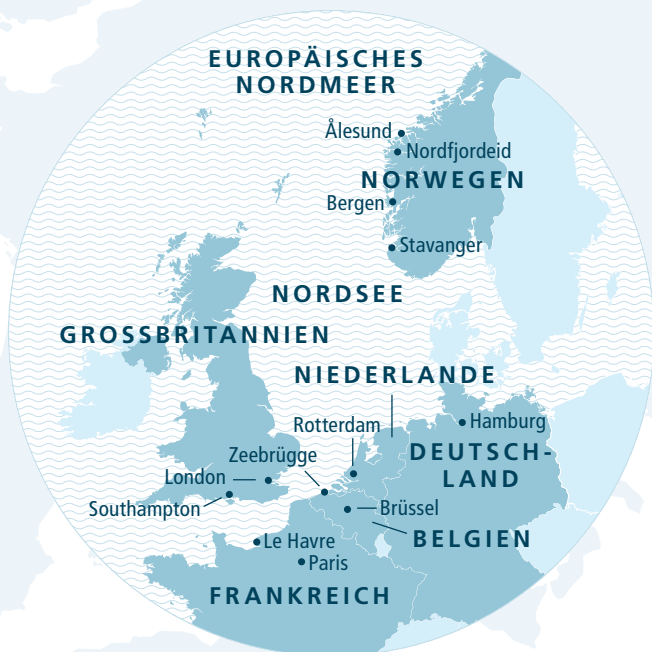 EUROPÄISCHES
NORDMEER
Ålesund
Nordfjordeid
NORWEGEN
Bergen
Stavanger
NORDSEE
GROSSBRITANNIEN
NIEDERLANDE
Rotterdam
Hamburg
Zeebrügge
DEUTSCH-
LAND
London
Southampton
Brüssel
BELGIEN
Le Havre
Paris
FRANKREICH